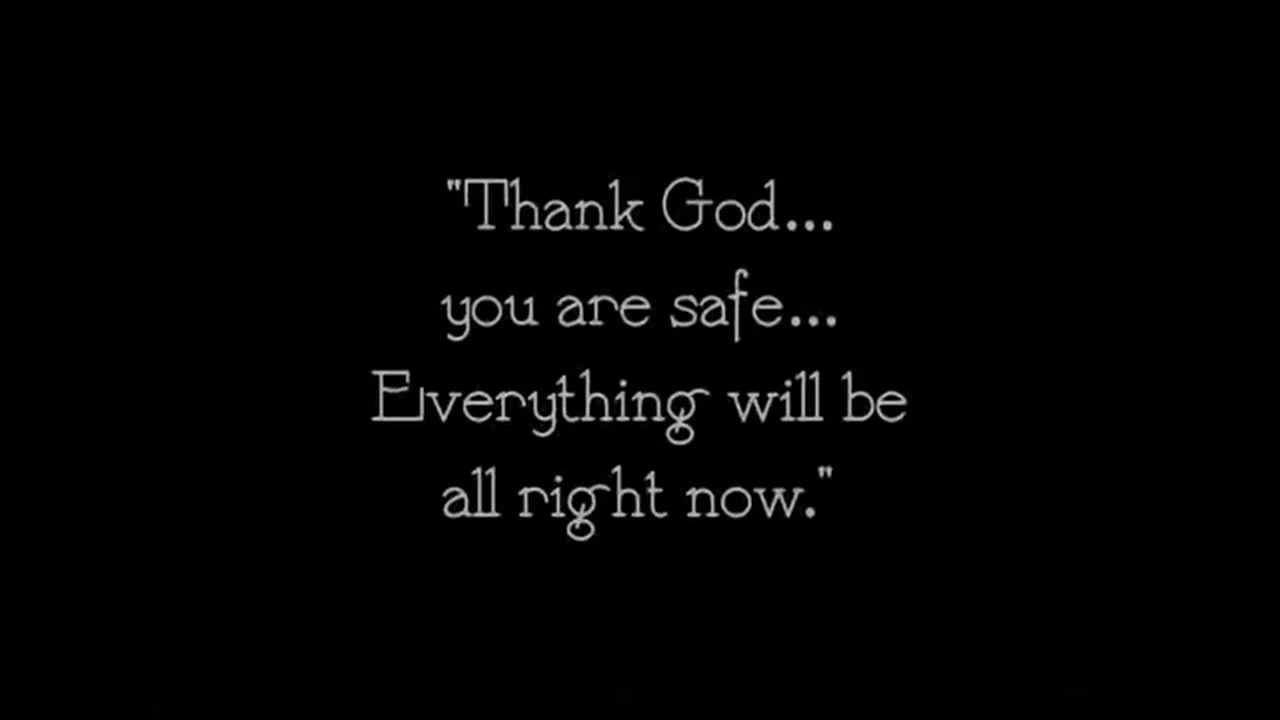 "Thank God...
you are safe...
Everything will be
all right now."